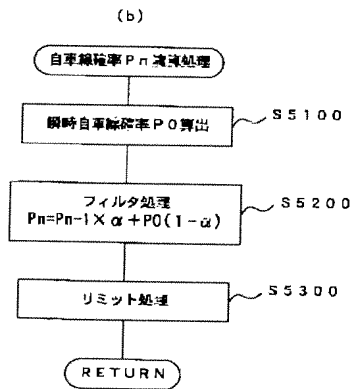 (b)
自車線確率Pn演算処理
瞬時自車線確率P0算出
S5100
フィルタ処理
Pn=Pn-1×α+P0(1-α)
S5200
リミット処理
S5300
RETURN